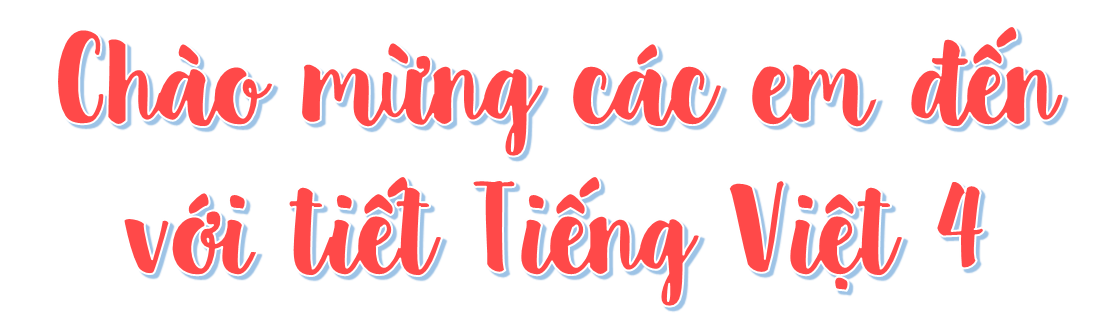 Chào mừng các em đến
với tiết Tiếng Việt 4